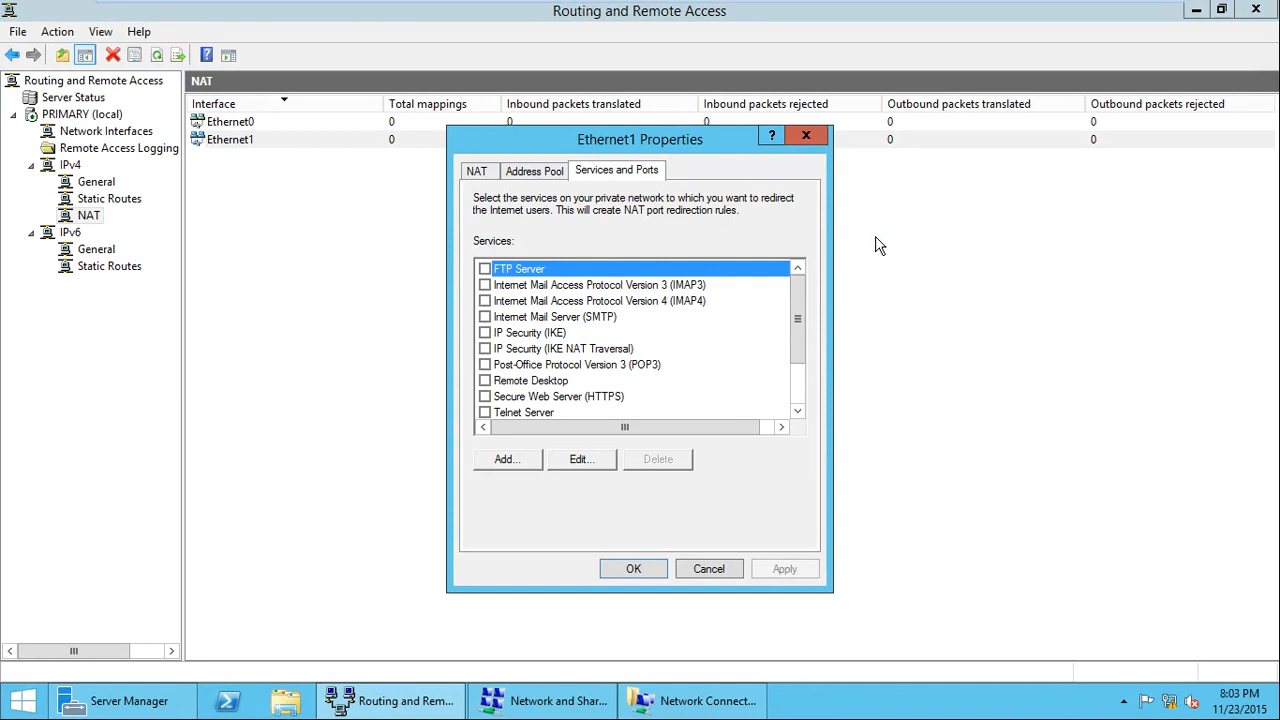 Routing and Remote Access
File Action View Help
Routing and Remote Access
Server Status
PRIMARY (local)
Network Interfaces
Remote Access Logging
IPv4
General
Static Routes
NAT
IPv6
General
Static Routes
NAT
Interface Total mappings Inbound packets translated Inbound packets rejected Outbound packets translated Outbound packets rejected
Ethernet0 0 0 0 0 0
Ethernet1 0 0 0
Ethernet1 Properties
NAT Address Pool Services and Ports
Select the services on your private network to which you want to redirect
the Internet users. This will create NAT port redirection rules.
Services:
FTP Server
Internet Mail Access Protocol Version 3 (IMAP3)
Internet Mail Access Protocol Version 4 (IMAP4)
Internet Mail Server (SMTP)
IP Security (IKE)
IP Security (IKE NAT Traversal)
Post-Office Protocol Version 3 (POP3)
Remote Desktop
Secure Web Server (HTTPS)
Telnet Server
Add... Edit... Delete
OK Cancel Apply
Server Manager Routing and Rem... Network and Shar... Network Connect...
8:03 PM
11/23/2015